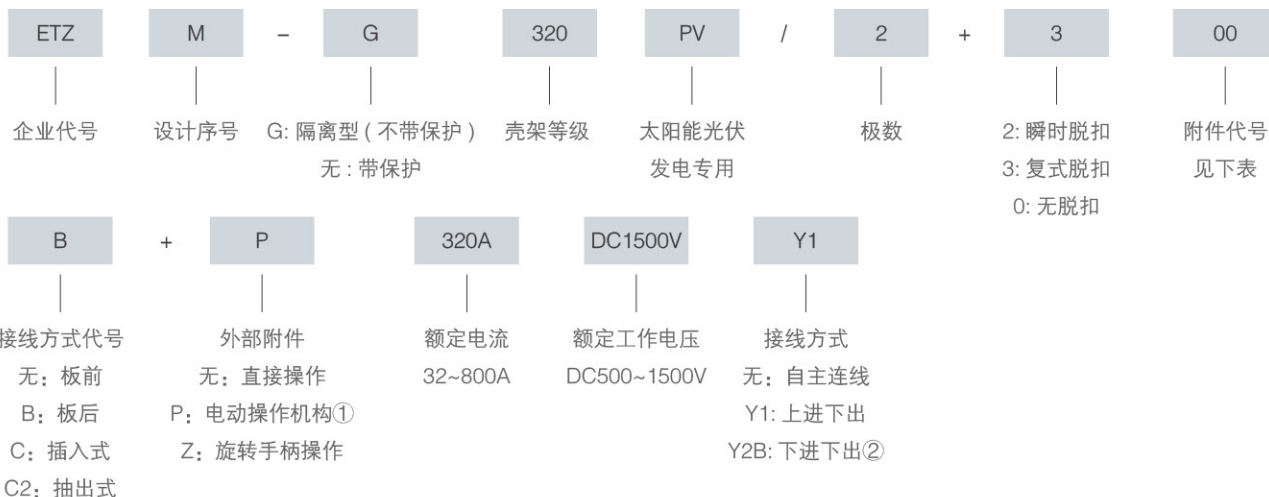 ETZ M – G 320 PV / 2 + 3 00
企业代号 设计序号 G: 隔离型 ( 不带保护 ) 壳架等级 太阳能光伏 极数 2: 瞬时脱扣 附件代号
无 : 带保护 发电专用 3: 复式脱扣 见下表
0: 无脱扣
B + P 320A DC1500V Y1
接线方式代号 外部附件 额定电流 额定工作电压 接线方式
无：板前 无：直接操作 32~800A DC500~1500V 无：自主连线
B：板后 P：电动操作机构① Y1: 上进下出
C：插入式 Z：旋转手柄操作 Y2B: 下进下出②
C2：抽出式